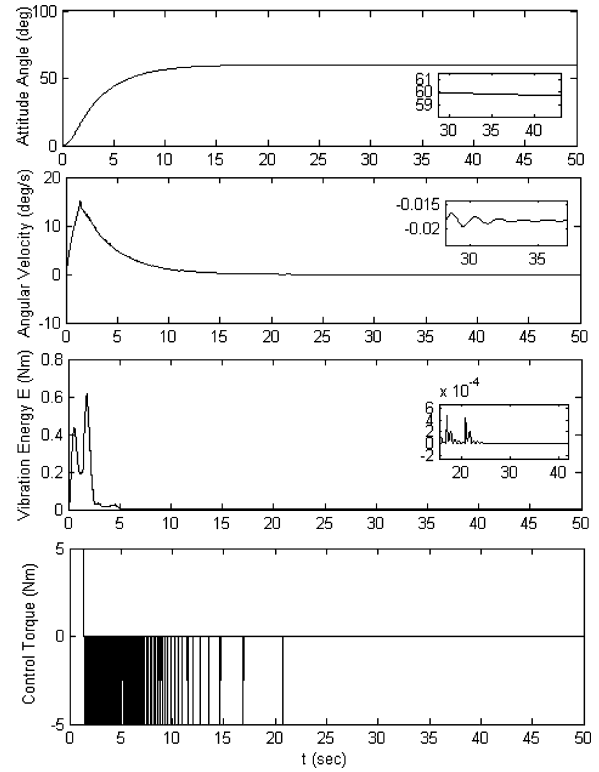 100
50
0
Attitude Angle (deg)
61
60
59
30 35 40
0 5 10 15 20 25 30 35 40 45 50
20
10
0
-10
Angular Velocity (deg/s)
-0.015
-0.02
30 35
0 5 10 15 20 25 30 35 40 45 50
0.8
0.6
0.4
0.2
0
Vibration Energy E (Nm)
x 10^-4
6
4
2
0
-2
20 30 40
0 5 10 15 20 25 30 35 40 45 50
5
0
-5
Control Torque (Nm)
0 5 10 15 20 25 30 35 40 45 50
t (sec)